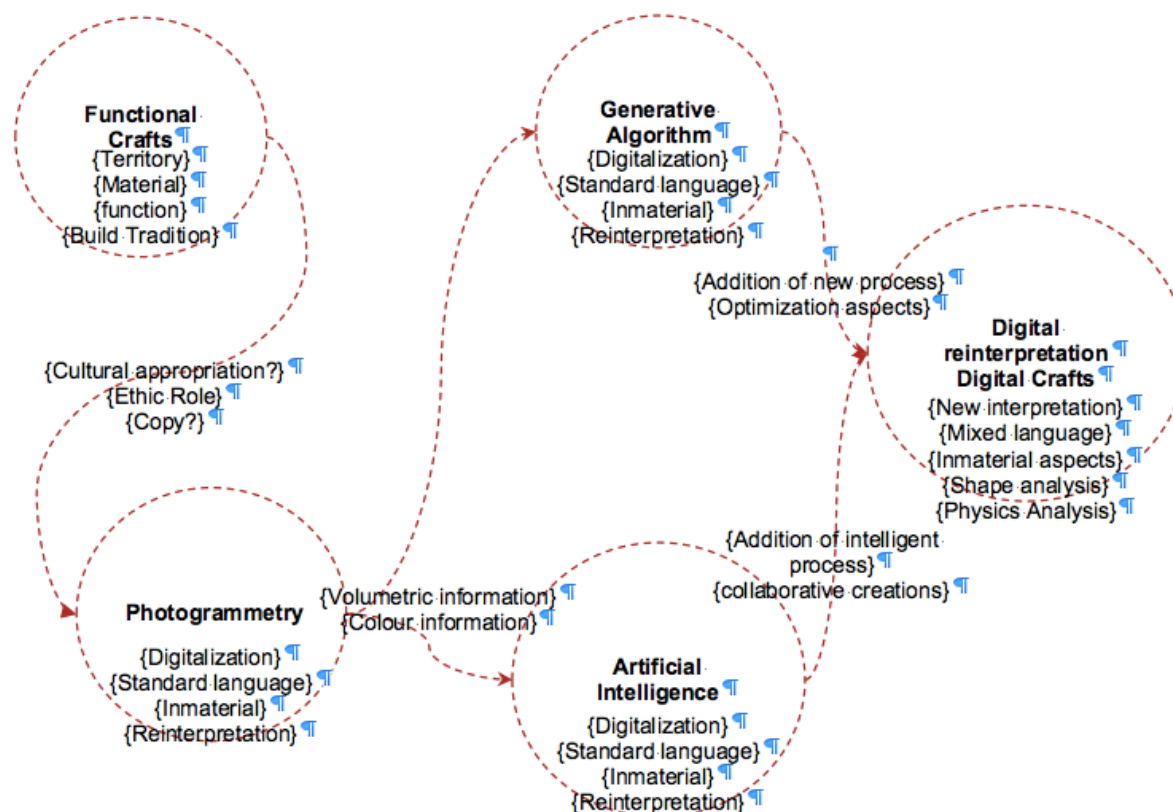 Functional
Crafts¶
{Territory}¶
{Material}¶
{function}¶
{Build Tradition}¶
{Cultural appropriation?}¶
{Ethic Role}¶
{Copy?}¶
Photogrammetry
{Digitalization}¶
{Standard language}¶
{Inmaterial}¶
{Reinterpretation}¶
{Volumetric information}¶
{Colour information}¶
Generative
Algorithm¶
{Digitalization}¶
{Standard language}¶
{Inmaterial}¶
{Reinterpretation}¶
¶
{Addition of new process}¶
{Optimization aspects}¶
Artificial
Intelligence¶
{Digitalization}¶
{Standard language}¶
{Inmaterial}¶
{Reinterpretation}¶
{Addition of intelligent
process}¶
{collaborative creations}¶
Digital
reinterpretation¶
Digital Crafts¶
{New interpretation}¶
{Mixed language}¶
{Inmaterial aspects}¶
{Shape analysis}¶
{Physics Analysis}¶